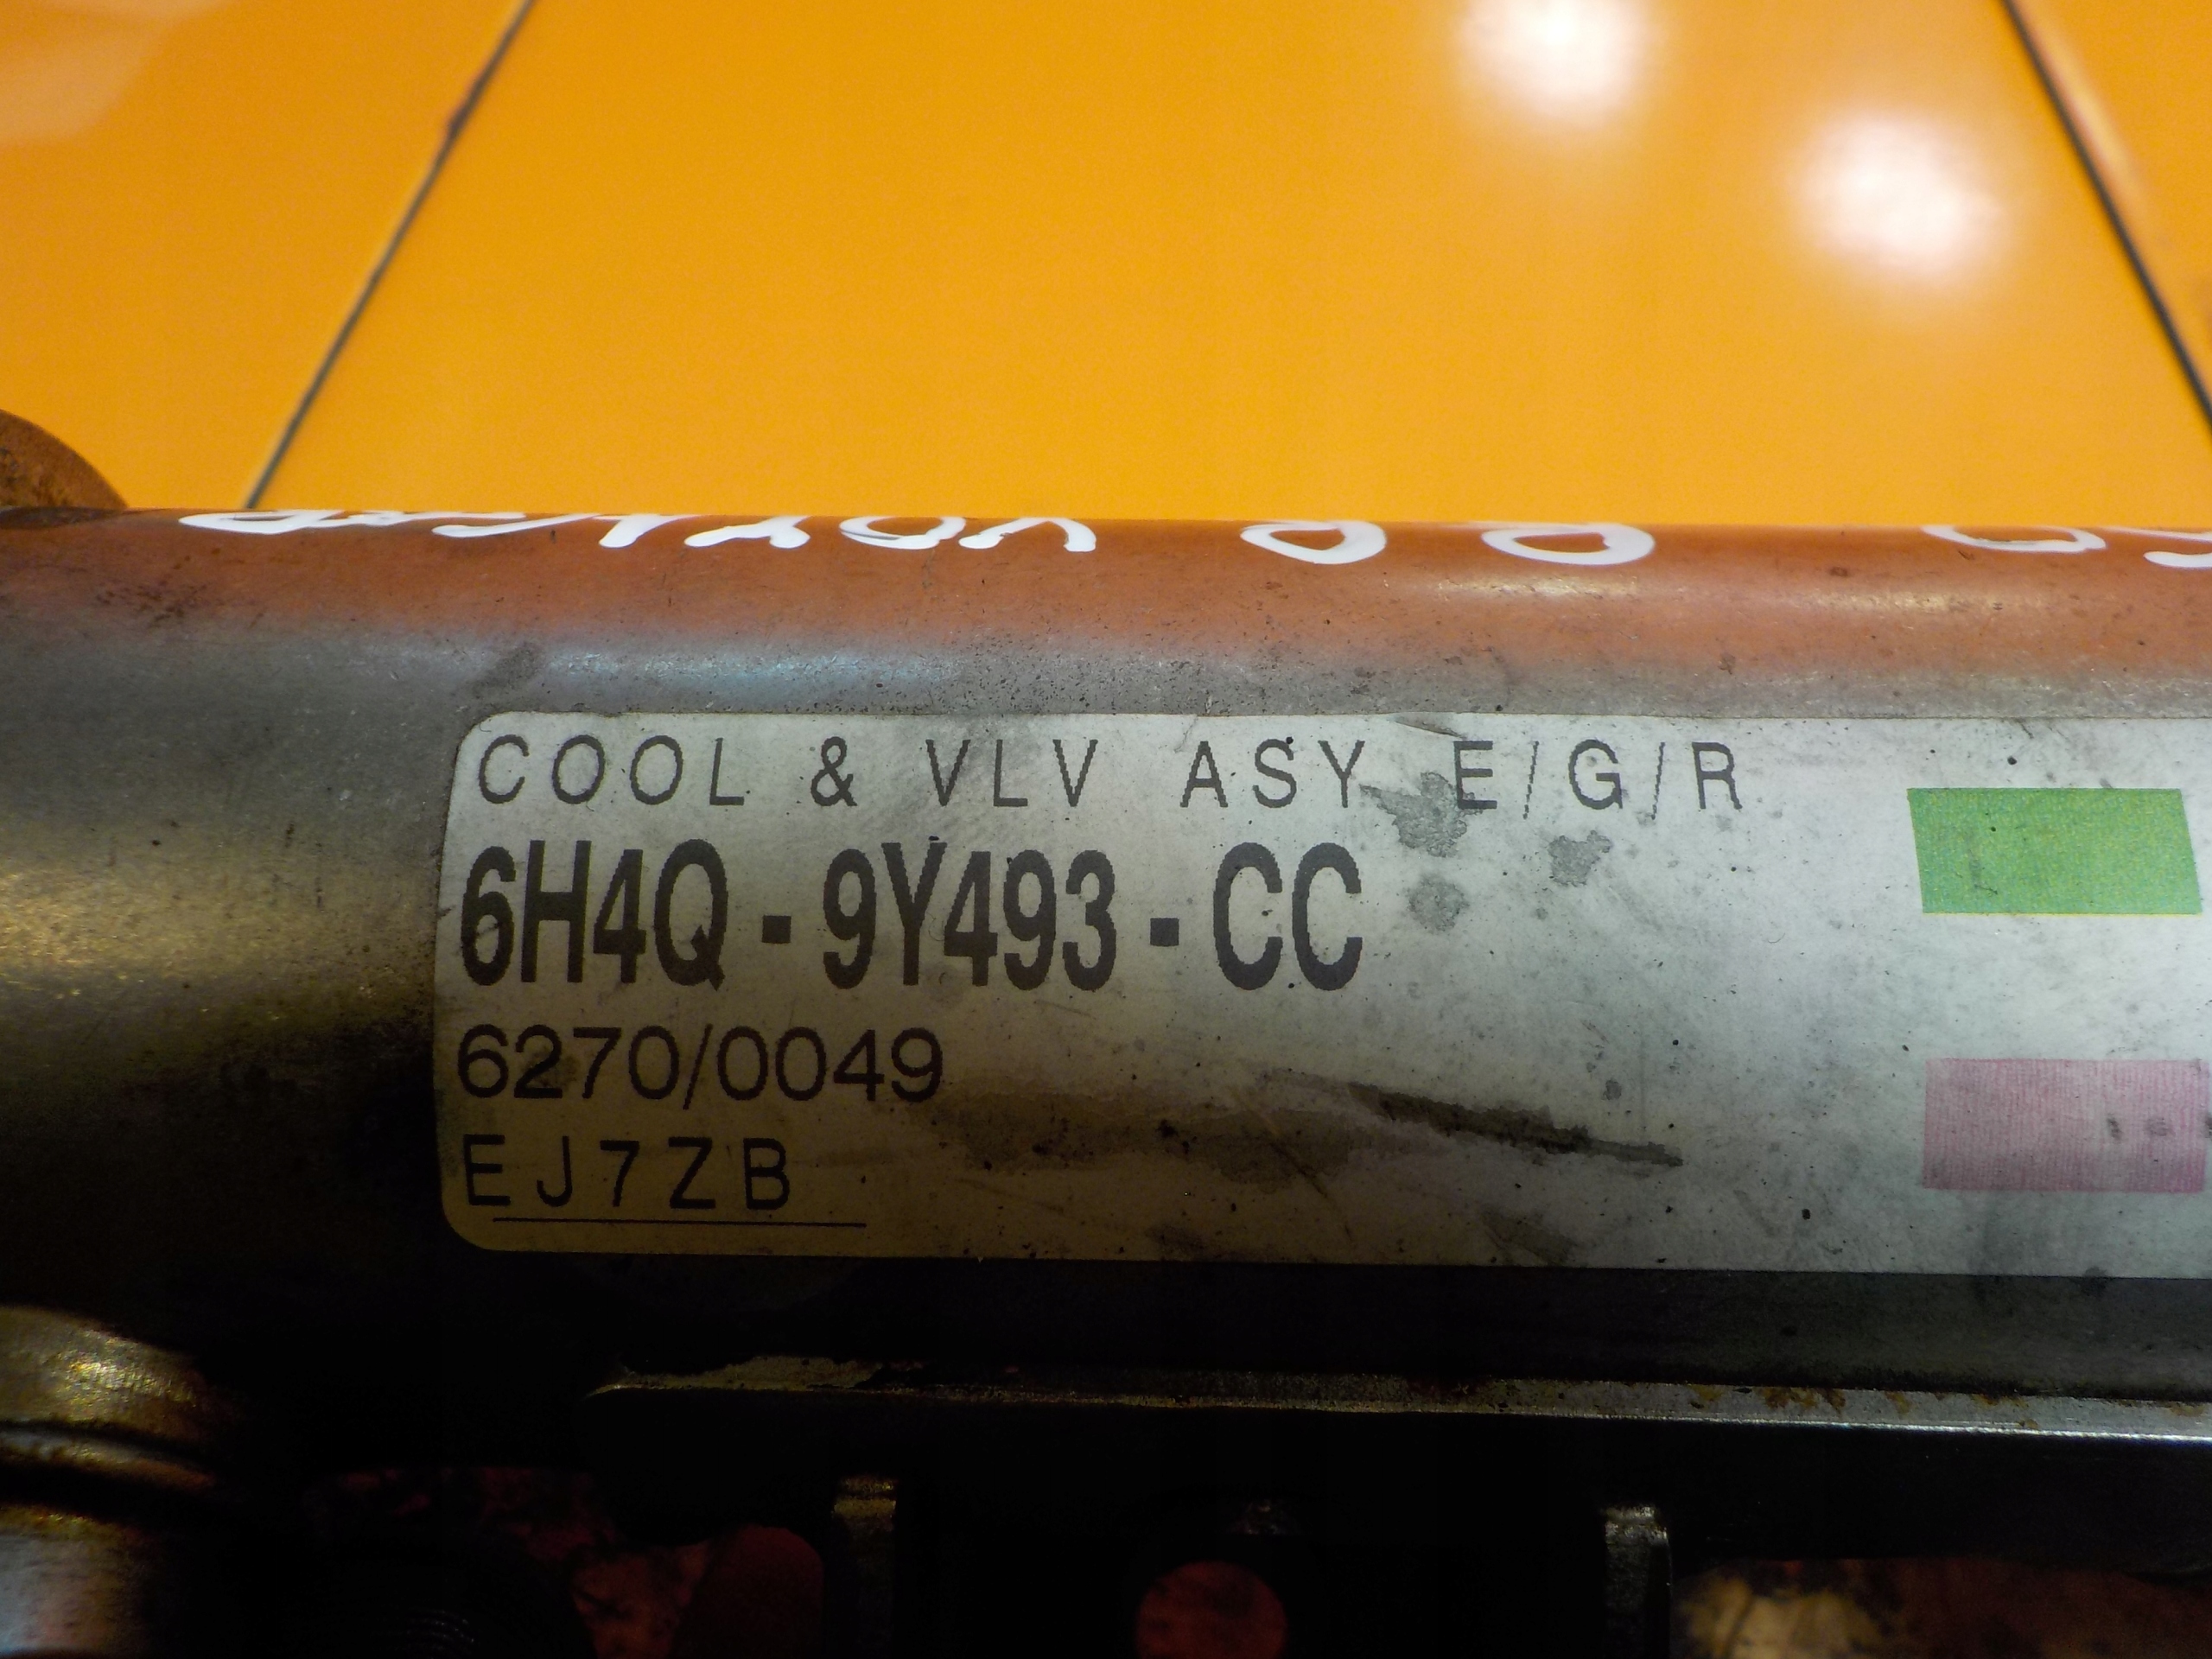 COOL & VLV ASY E/G/R
6H4Q-9Y493-CC
6270/0049
EJ7ZB